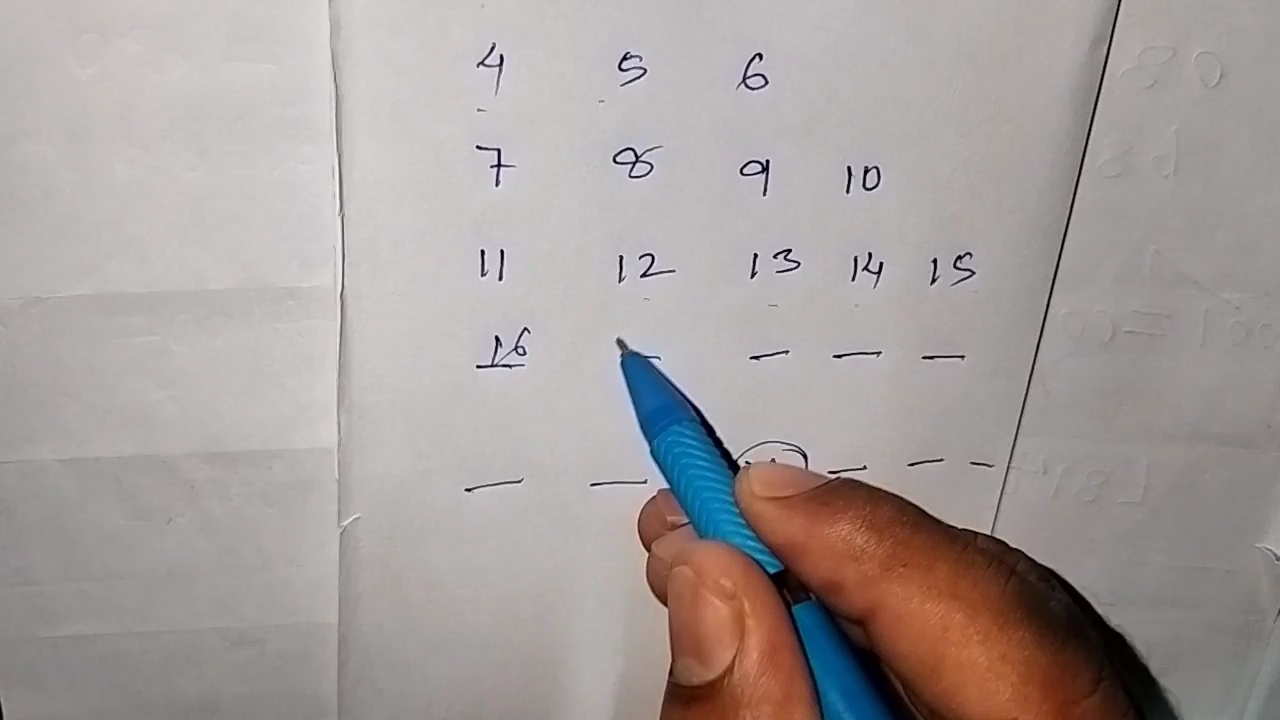 4 5 6
7 8 9 10
11 12 13 14 15
16 _ _ _ _
_ _ _ _ _ _